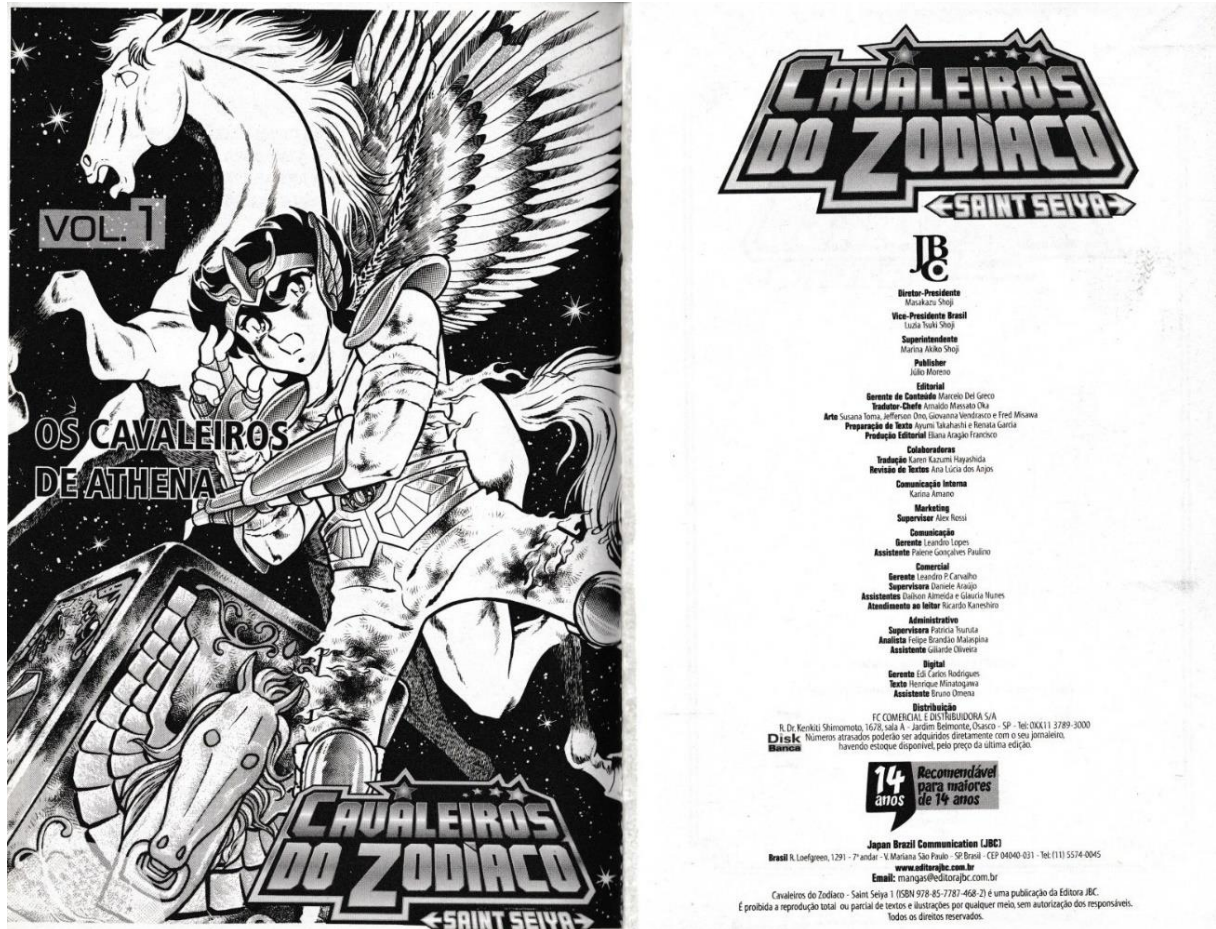 VOL. 1
OS CAVALEIROS
DE ATHENA
CAVALEIROS
DO ZODÍACO
SAINT SEIYA
CAVALEIROS
DO ZODÍACO
SAINT SEIYA
JBC
Diretor-Presidente
Masakazu Shoji
Vice-Presidente Brasil
Luzia Tsuki Shoji
Superintendente
Marina Akiko Shoji
Publisher
Júlio Moreno
Editorial
Gerente de Conteúdo Marcelo Del Greco
Tradutor-Chefe Arnaldo Massato Oka
Arte Susana Toma, Jefferson Ono, Giovanna Vendrasco e Fred Misawa
Preparação de Texto Ayumi Takahashi e Renata Garcia
Produção Editorial Eliana Aragão Francisco
Colaboradoras
Tradução Karen Kazumi Hayashida
Revisão de Textos Ana Lúcia dos Anjos
Comunicação Interna
Karina Amano
Marketing
Supervisor Alex Rossi
Comunicação
Gerente Leandro Lopes
Assistente Palene Gonçalves Paulino
Comercial
Gerente Leandro P. Carvalho
Supervisora Daniele Araújo
Assistentes Dailson Almeida e Glaucia Nunes
Atendimento ao leitor Ricardo Kaneshiro
Administrativo
Supervisora Patricia Tsuruta
Analista Felipe Brandão Malaspina
Assistente Giliarde Oliveira
Digital
Gerente Edi Carlos Rodrigues
Texto Henrique Minatogawa
Assistente Bruno Omena
Distribuição
FC COMERCIAL E DISTRIBUIDORA S/A
R. Dr. Kenkiti Shimomoto, 1678, sala A - Jardim Belmonte, Osasco - SP - Tel: 0XX11 3789-3000
Disk Banca
Números atrasados poderão ser adquiridos diretamente com o seu jornaleiro,
havendo estoque disponível, pelo preço da última edição.
14
anos
Recomendável
para maiores
de 14 anos
Japan Brazil Communication (JBC)
Brasil R. Loefgreen, 1291 - 7º andar - V. Mariana São Paulo - SP. Brasil - CEP 04040-031 - Tel: (11) 5574-0045
www.editorajbc.com.br
Email: mangas@editorajbc.com.br
Cavaleiros do Zodíaco - Saint Seiya 1 (ISBN 978-85-7787-468-2) é uma publicação da Editora JBC.
É proibida a reprodução total ou parcial de textos e ilustrações por qualquer meio, sem autorização dos responsáveis.
Todos os direitos reservados.